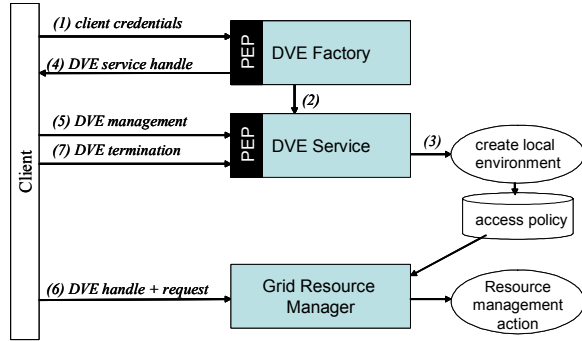 (1) client credentials
PEP
DVE Factory
(4) DVE service handle
(2)
(5) DVE management
PEP
DVE Service
(3)
create local
environment
(7) DVE termination
Client
access policy
(6) DVE handle + request
Grid Resource
Manager
Resource
management
action